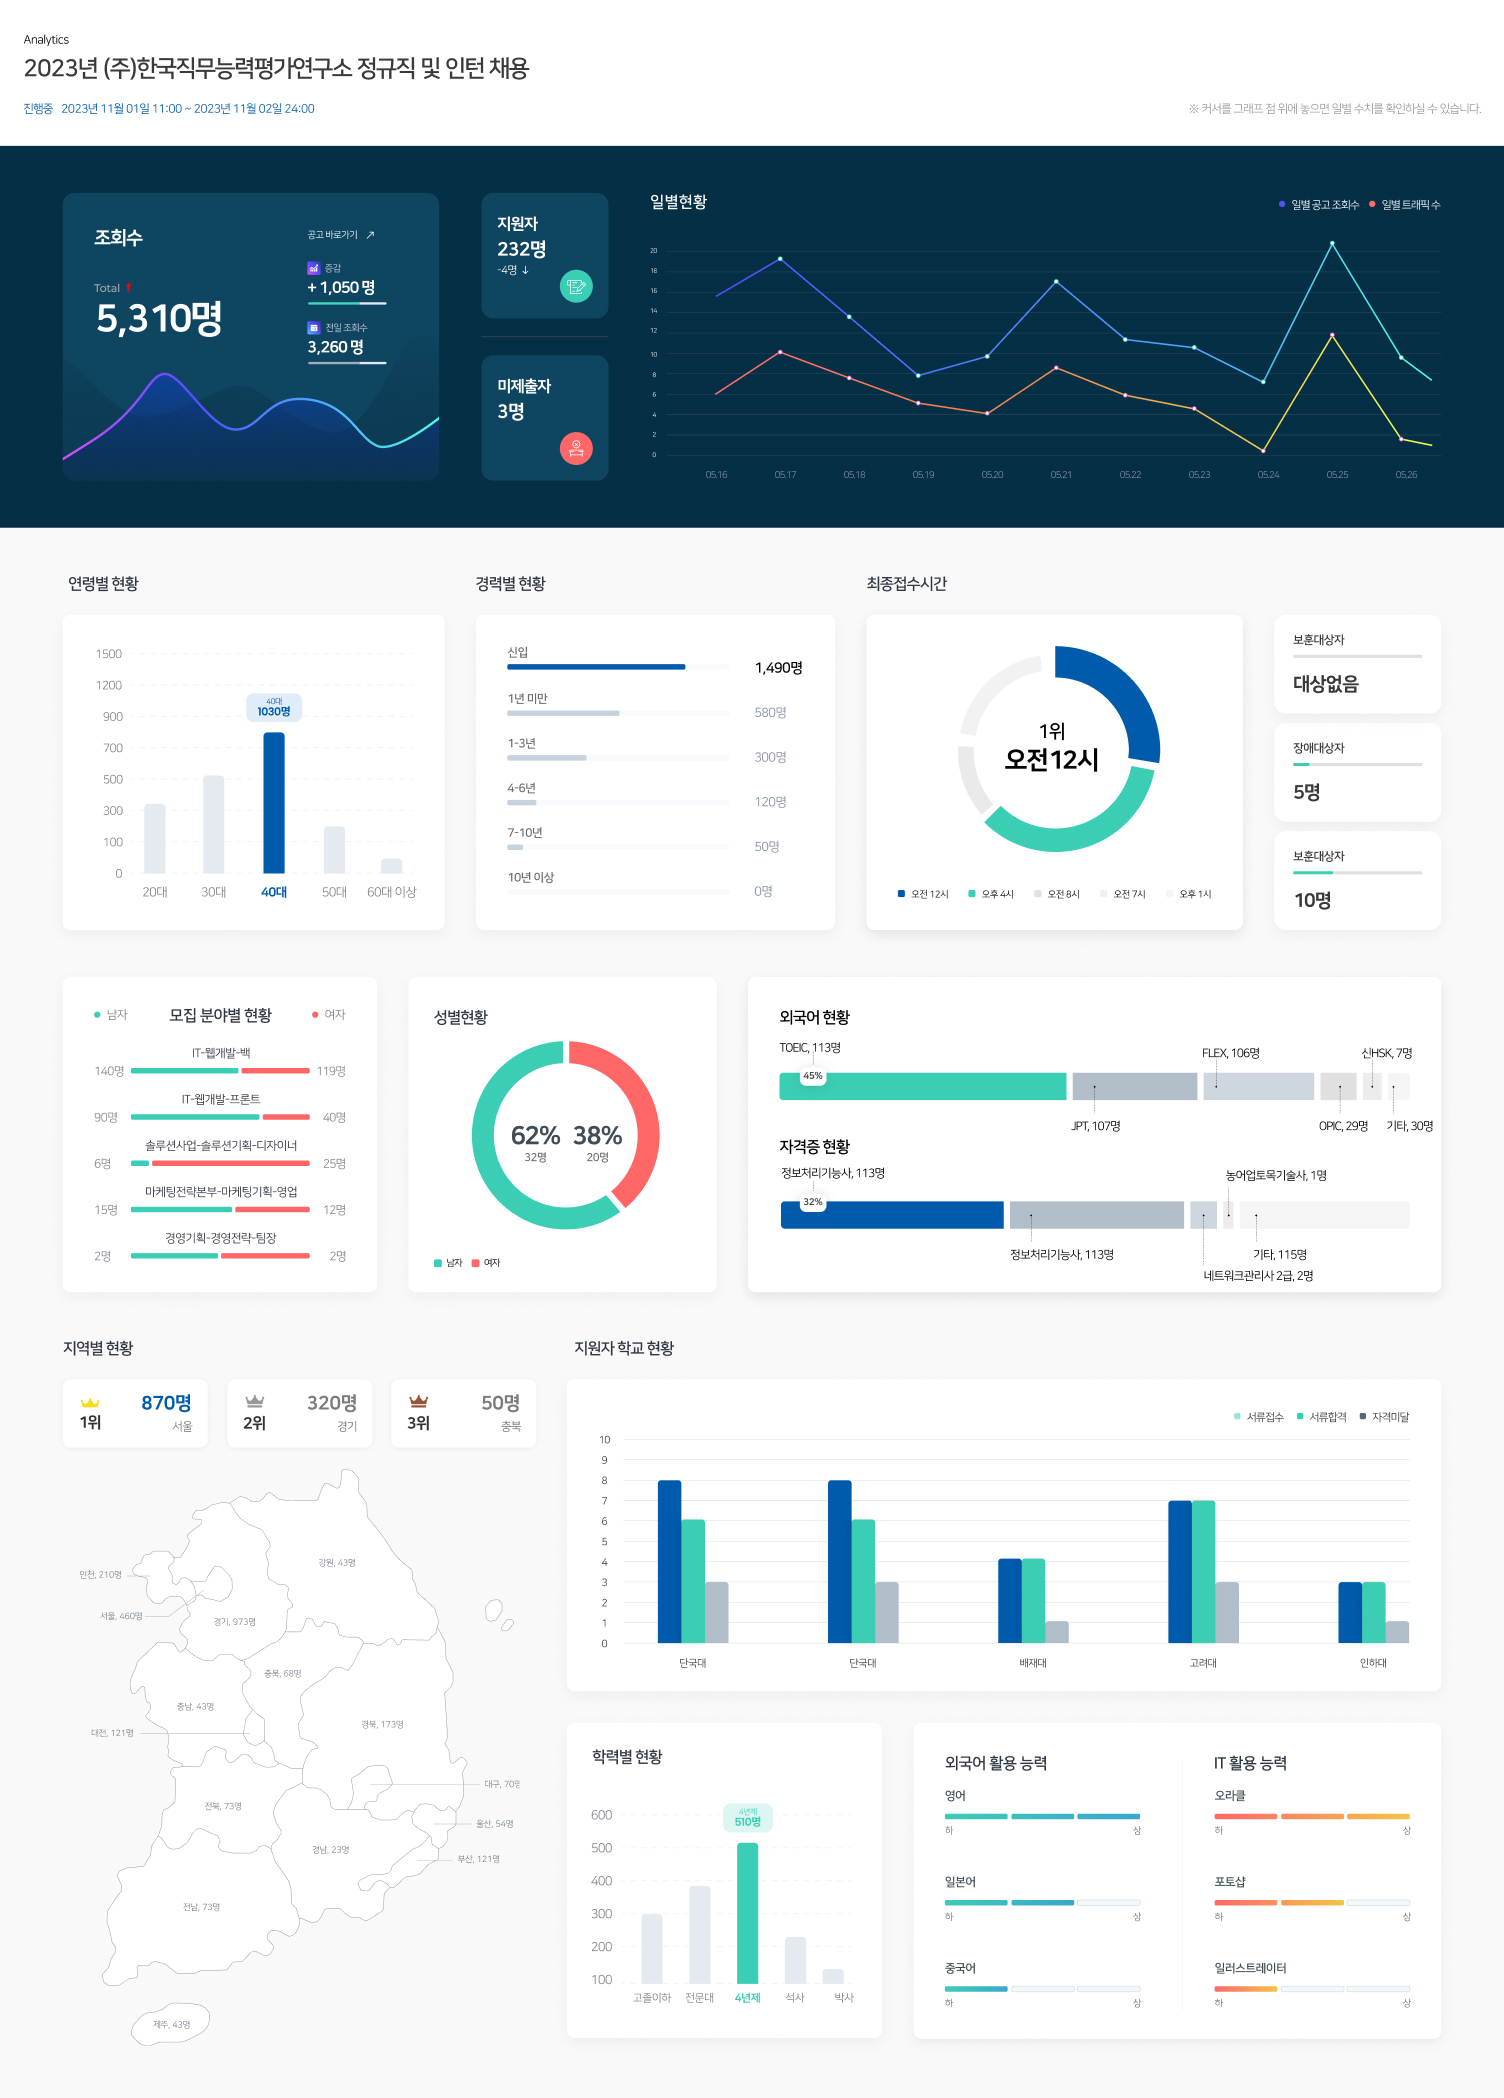 Analytics
2023년 (주)한국직무능력평가연구소 정규직 및 인턴 채용
진행중 2023년 11월 01일 11:00 ~ 2023년 11월 02일 24:00
※ 커서를 그래프 점 위에 놓으면 일별 수치를 확인하실 수 있습니다.
조회수
공고 바로가기 ↗
증감
+ 1,050 명
Total ↑
5,310명
전일 조회수
3,260 명
지원자
232명
-4명 ↓
미제출자
3명
일별현황
일별 공고 조회수 일별 트래픽 수
20
18
16
14
12
10
8
6
4
2
0
05.16 05.17 05.18 05.19 05.20 05.21 05.22 05.23 05.24 05.25 05.26
연령별 현황
1500
1200
900
700
500
300
100
0
40대
1030명
20대 30대 40대 50대 60대 이상
경력별 현황
신입
1,490명
1년 미만
580명
1-3년
300명
4-6년
120명
7-10년
50명
10년 이상
0명
최종접수시간
1위
오전12시
오전 12시 오후 4시 오전 8시 오전 7시 오후 1시
보훈대상자
대상없음
장애대상자
5명
보훈대상자
10명
남자 모집 분야별 현황 여자
IT-웹개발-백
140명 119명
IT-웹개발-프론트
90명 40명
솔루션사업-솔루션기획-디자이너
6명 25명
마케팅전략본부-마케팅기획-영업
15명 12명
경영기획-경영전략-팀장
2명 2명
성별현황
62% 38%
32명 20명
남자 여자
외국어 현황
TOEIC, 113명
FLEX, 106명
신HSK, 7명
45%
JPT, 107명
OPIC, 29명
기타, 30명
자격증 현황
정보처리기능사, 113명
농어업토목기술사, 1명
32%
정보처리기능사, 113명
기타, 115명
네트워크관리사 2급, 2명
지역별 현황
1위 870명
서울
2위 320명
경기
3위 50명
충북
강원, 43명
인천, 210명
서울, 460명
경기, 973명
충북, 68명
충남, 43명
경북, 173명
대전, 121명
대구, 70명
전북, 73명
울산, 54명
경남, 23명
부산, 121명
전남, 73명
제주, 43명
지원자 학교 현황
서류접수 서류합격 자격미달
10
9
8
7
6
5
4
3
2
1
0
단국대 단국대 배재대 고려대 인하대
학력별 현황
600
500
400
300
200
100
4년제
510명
고졸이하 전문대 4년제 석사 박사
외국어 활용 능력
영어
하 상
일본어
하 상
중국어
하 상
IT 활용 능력
오라클
하 상
포토샵
하 상
일러스트레이터
하 상